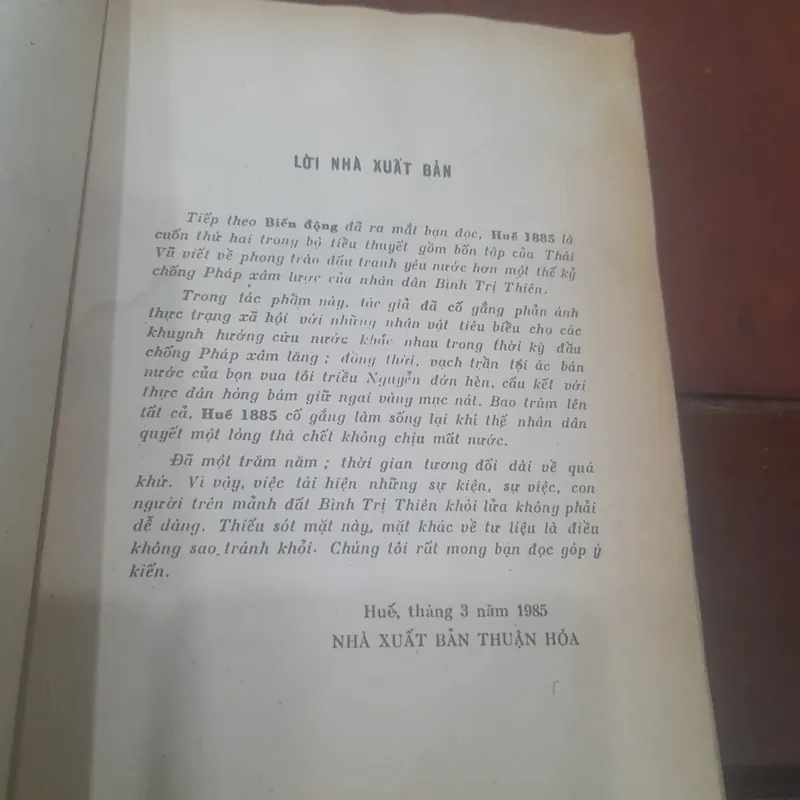 LỜI NHÀ XUẤT BẢN
Tiếp theo Biến động đã ra mắt bạn đọc, Huế 1885 là
cuốn thứ hai trong bộ tiểu thuyết gồm bốn tập của Thái
Vũ viết về phong trào đấu tranh yêu nước hơn một thế kỷ
chống Pháp xâm lược của nhân dân Bình Trị Thiên.
Trong tác phẩm này, tác giả đã cố gắng phản ánh
thực trạng xã hội với những nhân vật tiêu biểu cho các
khuynh hướng cứu nước khác nhau trong thời kỳ đầu
chống Pháp xâm lăng ; đồng thời, vạch trần tội ác bán
nước của bọn vua tôi triều Nguyễn đớn hèn, cấu kết với
thực dân hòng bám giữ ngai vàng mục nát. Bao trùm lên
tất cả, Huế 1885 cố gắng làm sống lại khí thế nhân dân
quyết một lòng thà chết không chịu mất nước.
Đã một trăm năm ; thời gian tương đối dài về quá
khứ. Vì vậy, việc tái hiện những sự kiện, sự việc, con
người trên mảnh đất Bình Trị Thiên khói lửa không phải
dễ dàng. Thiếu sót mặt này, mặt khác về tư liệu là điều
không sao tránh khỏi. Chúng tôi rất mong bạn đọc góp ý
kiến.
Huế, tháng 3 năm 1985
NHÀ XUẤT BẢN THUẬN HÓA